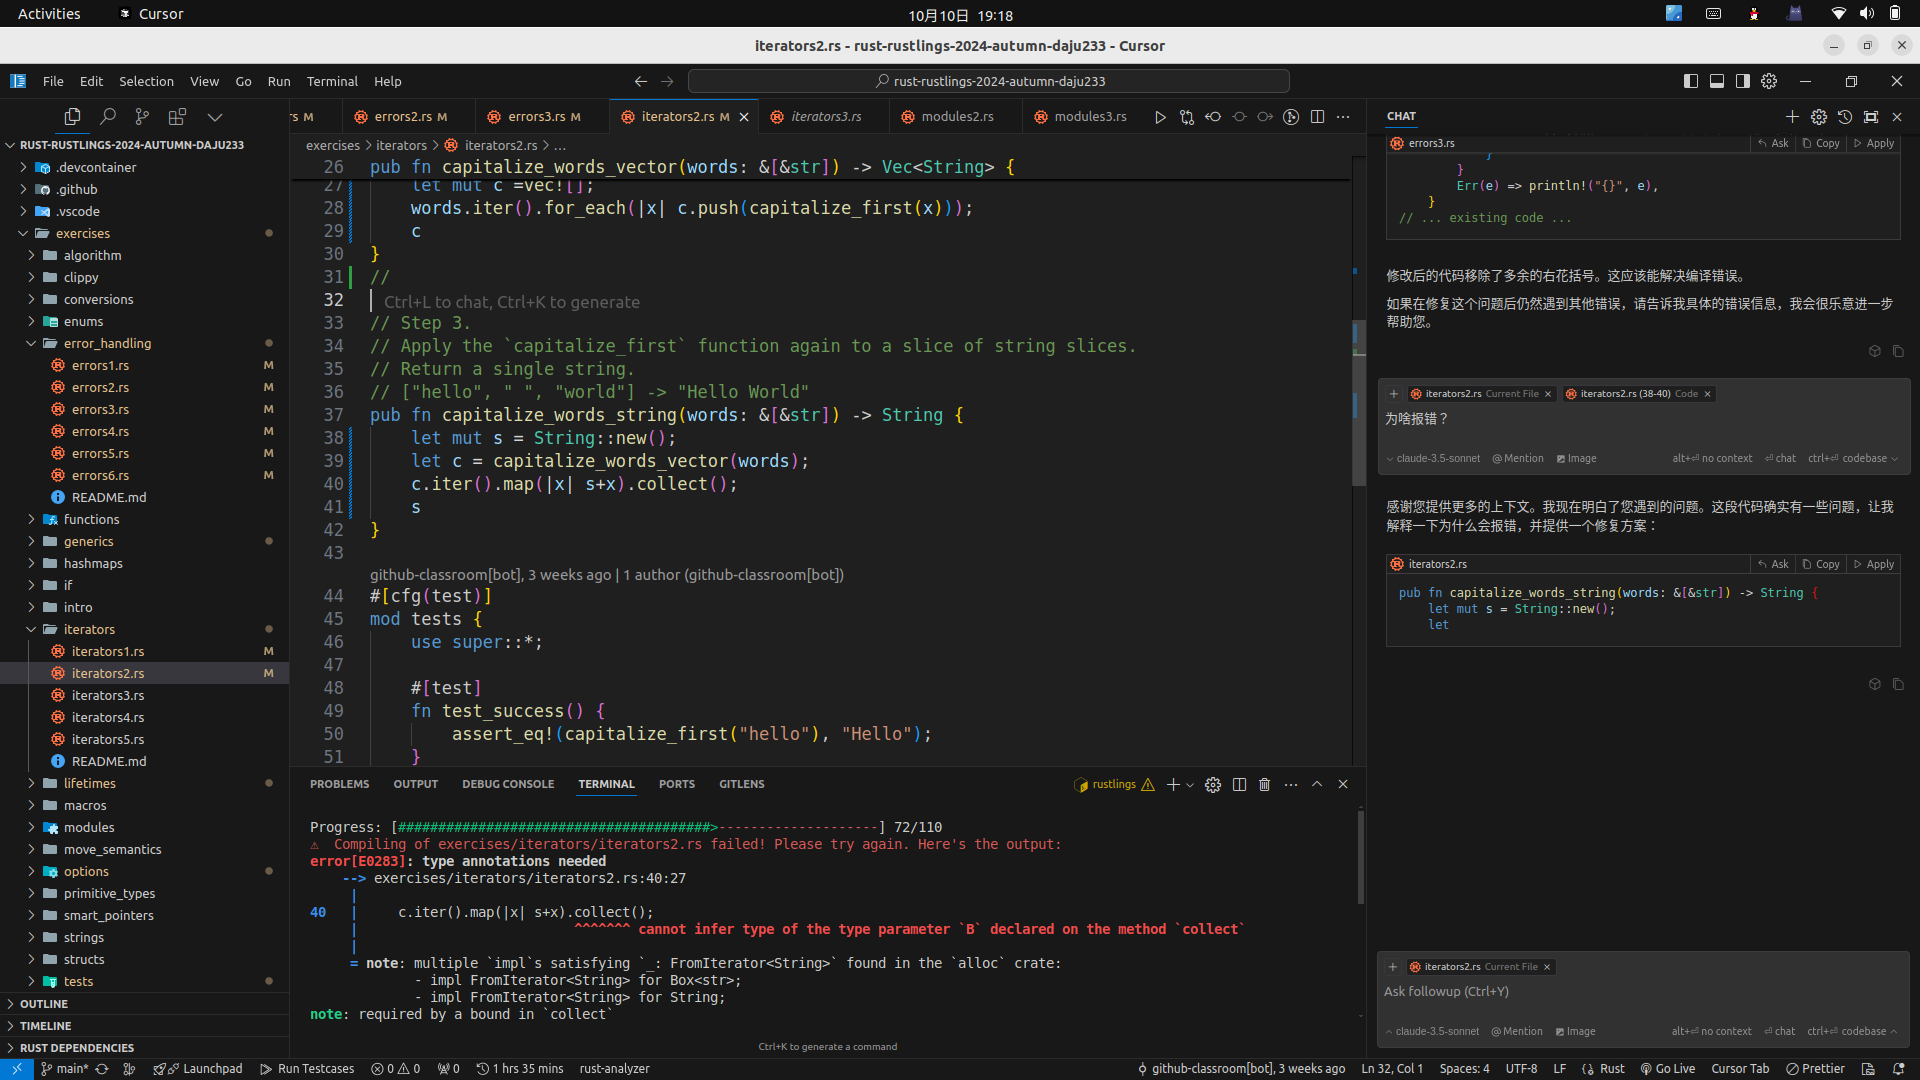 Activities
Cursor
10月10日 19:18
iterators2.rs - rust-rustlings-2024-autumn-daju233 - Cursor
File Edit Selection View Go Run Terminal Help
rust-rustlings-2024-autumn-daju233
RUST-RUSTLINGS-2024-AUTUMN-DAJU233
.devcontainer
.github
.vscode
exercises
algorithm
clippy
conversions
enums
error_handling
errors1.rs M
errors2.rs M
errors3.rs M
errors4.rs M
errors5.rs M
errors6.rs M
README.md
functions
generics
hashmaps
if
intro
iterators
iterators1.rs M
iterators2.rs M
iterators3.rs
iterators4.rs
iterators5.rs
README.md
lifetimes
macros
modules
move_semantics
options
primitive_types
smart_pointers
strings
structs
tests
OUTLINE
TIMELINE
RUST DEPENDENCIES
rs M
errors2.rs M
errors3.rs M
iterators2.rs M
iterators3.rs
modules2.rs
modules3.rs
exercises > iterators > iterators2.rs > ...
26 pub fn capitalize_words_vector(words: &[&str]) -> Vec<String> {
27 let mut c =vec![];
28 words.iter().for_each(|x| c.push(capitalize_first(x)));
29 c
30 }
31 //
32 Ctrl+L to chat, Ctrl+K to generate
33 // Step 3.
34 // Apply the `capitalize_first` function again to a slice of string slices.
35 // Return a single string.
36 // ["hello", " ", "world"] -> "Hello World"
37 pub fn capitalize_words_string(words: &[&str]) -> String {
38 let mut s = String::new();
39 let c = capitalize_words_vector(words);
40 c.iter().map(|x| s+x).collect();
41 s
42 }
43
github-classroom[bot], 3 weeks ago | 1 author (github-classroom[bot])
44 #[cfg(test)]
45 mod tests {
46 use super::*;
47
48 #[test]
49 fn test_success() {
50 assert_eq!(capitalize_first("hello"), "Hello");
51 }
PROBLEMS OUTPUT DEBUG CONSOLE TERMINAL PORTS GITLENS
rustlings
Progress: [#######################################>--------------------] 72/110
⚠ Compiling of exercises/iterators/iterators2.rs failed! Please try again. Here's the output:
error[E0283]: type annotations needed
--> exercises/iterators/iterators2.rs:40:27
|
40 | c.iter().map(|x| s+x).collect();
| ^^^^^^^ cannot infer type of the type parameter `B` declared on the method `collect`
|
= note: multiple `impl`s satisfying `_: FromIterator<String>` found in the `alloc` crate:
- impl FromIterator<String> for Box<str>;
- impl FromIterator<String> for String;
note: required by a bound in `collect`
Ctrl+K to generate a command
CHAT
errors3.rs Ask Copy Apply
}
}
Err(e) => println!("{}", e),
}
// ... existing code ...
修改后的代码移除了多余的右花括号。这应该能解决编译错误。
如果在修复这个问题后仍然遇到其他错误，请告诉我具体的错误信息，我会很乐意进一步
帮助您。
+ iterators2.rs Current File × iterators2.rs (38-40) Code ×
为啥报错？
claude-3.5-sonnet @ Mention Image alt+⏎ no context ⏎ chat ctrl+⏎ codebase
感谢您提供更多的上下文。我现在明白了您遇到的问题。这段代码确实有一些问题，让我
解释一下为什么会报错，并提供一个修复方案：
iterators2.rs Ask Copy Apply
pub fn capitalize_words_string(words: &[&str]) -> String {
let mut s = String::new();
let
+ iterators2.rs Current File ×
Ask followup (Ctrl+Y)
claude-3.5-sonnet @ Mention Image alt+⏎ no context ⏎ chat ctrl+⏎ codebase
main* Launchpad Run Testcases 0 0 0 1 hrs 35 mins rust-analyzer github-classroom[bot], 3 weeks ago Ln 32, Col 1 Spaces: 4 UTF-8 LF Rust Go Live Cursor Tab Prettier